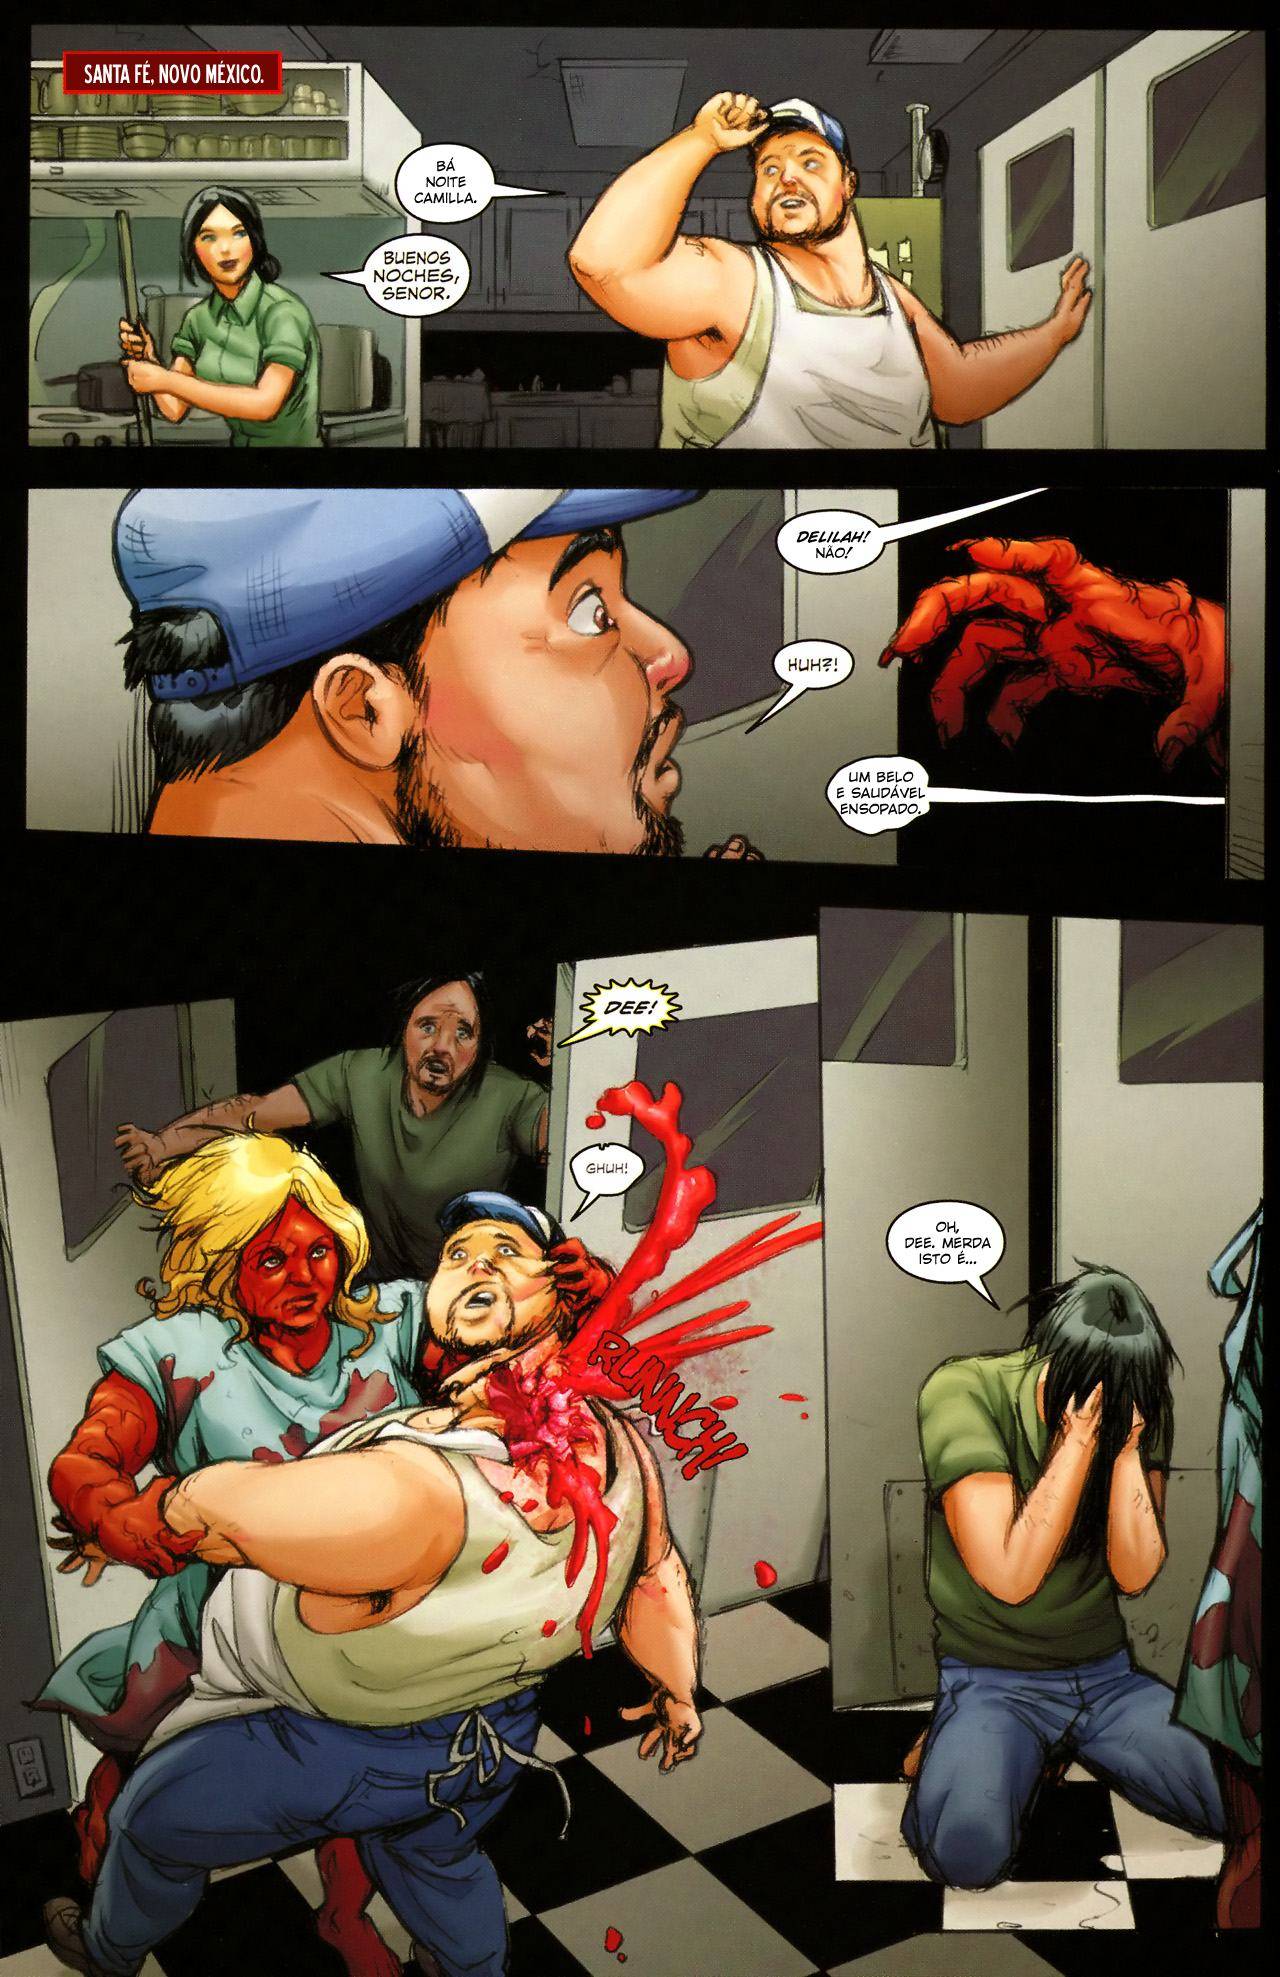 SANTA FÉ, NOVO MÉXICO.
BÁ
NOITE
CAMILLA.
BUENOS
NOCHES,
SENOR.
DELILAH!
NÃO!
HUH?!
UM BELO
E SAUDÁVEL
ENSOPADO.
DEE!
GHUH!
RUNNNCH!
OH,
DEE. MERDA
ISTO É...